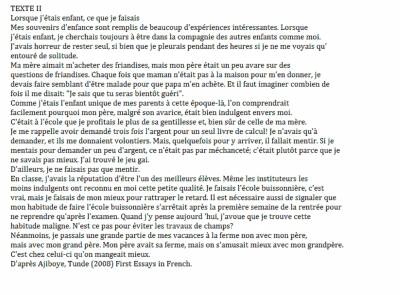 TEXTE II
Lorsque j'étais enfant, ce que je faisais
Mes souvenirs d'enfance sont remplis de beaucoup d'expériences intéressantes. Lorsque
j'étais enfant, je cherchais toujours à être dans la compagnie des autres enfants comme moi.
J'avais horreur de rester seul, si bien que je pleurais pendant des heures si je ne me voyais qu'
entouré de solitude.
Ma mère aimait m'acheter des friandises, mais mon père était un peu avare sur des
questions de friandises. Chaque fois que maman n'était pas à la maison pour m'en donner, je
devais faire semblant d'être malade pour que papa m'en achète. Et il faut imaginer combien de
fois il me disait: "Je sais que tu seras bientôt guéri".
Comme j'étais l'enfant unique de mes parents à cette époque-là, l'on comprendrait
facilement pourquoi mon père, malgré son avarice, était bien indulgent envers moi.
C'était à l'école que je profitais le plus de sa gentillesse et, bien sûr de celle de ma mère.
Je me rappelle avoir demandé trois fois l'argent pour un seul livre de calcul! Je n'avais qu'à
demander, et ils me donnaient volontiers. Mais, quelquefois pour y arriver, il fallait mentir. Si je
mentais pour demander un peu d'argent, ce n'était pas par méchanceté; c'était plutôt parce que je
ne savais pas mieux. J'ai trouvé le jeu gai.
D'ailleurs, je ne faisais pas que mentir.
En classe, j'avais la réputation d'être l'un des meilleurs élèves. Même les instituteurs les
moins indulgents ont reconnu en moi cette petite qualité. Je faisais l'école buissonnière, c'est
vrai, mais je faisais de mon mieux pour rattraper le retard. Il est nécessaire aussi de signaler que
mon habitude de faire l'école buissonnière s'arrêtait après la première semaine de la rentrée pour
ne reprendre qu'après l'examen. Quand j'y pense aujourd 'hui, j'avoue que je trouve cette
habitude maligne. N'est ce pas pour éviter les travaux de champs?
Néanmoins, je passais une grande partie de mes vacances à la ferme non avec mon père,
mais avec mon grand père. Mon père avait sa ferme, mais on s'amusait mieux avec mon grandpère.
C'est chez celui-ci qu'on mangeait mieux.
D'après Ajiboye, Tunde (2008) First Essays in French.